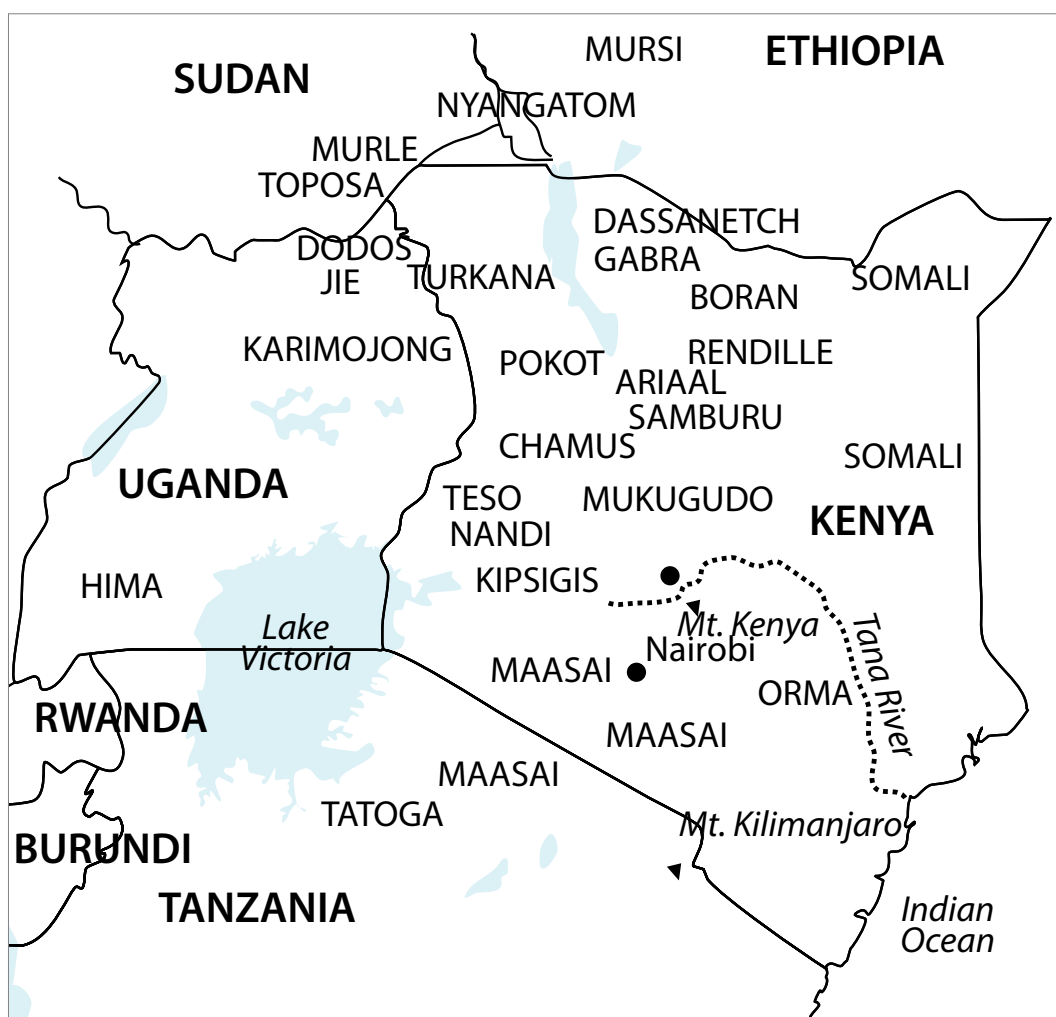 MURSI
ETHIOPIA
SUDAN
NYANGATOM
MURLE
TOPOSA
DASSANETCH
DODOS
GABRA
JIE
TURKANA
SOMALI
BORAN
KARIMOJONG
POKOT
RENDILLE
ARIAAL
SAMBURU
CHAMUS
SOMALI
UGANDA
TESO
MUKUGUDO
KENYA
NANDI
HIMA
KIPSIGIS
Lake
Victoria
Mt. Kenya
Nairobi
Tana River
MAASAI
ORMA
RWANDA
MAASAI
MAASAI
TATOGA
Mt. Kilimanjaro
BURUNDI
TANZANIA
Indian
Ocean